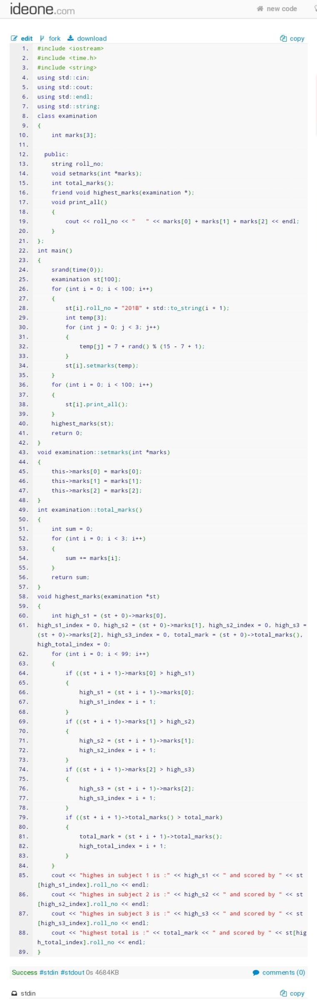 ideone.com
new code
edit fork download copy
1. #include <iostream>
2. #include <time.h>
3. #include <string>
4. using std::cin;
5. using std::cout;
6. using std::endl;
7. using std::string;
8. class examination
9. {
10.     int marks[3];
11.
12.   public:
13.     string roll_no;
14.     void setmarks(int *marks);
15.     int total_marks();
16.     friend void highest_marks(examination *);
17.     void print_all()
18.     {
19.         cout << roll_no << "   " << marks[0] + marks[1] + marks[2] << endl;
20.     }
21. };
22. int main()
23. {
24.     srand(time(0));
25.     examination st[100];
26.     for (int i = 0; i < 100; i++)
27.     {
28.         st[i].roll_no = "201B" + std::to_string(i + 1);
29.         int temp[3];
30.         for (int j = 0; j < 3; j++)
31.         {
32.             temp[j] = 7 + rand() % (15 - 7 + 1);
33.         }
34.         st[i].setmarks(temp);
35.     }
36.     for (int i = 0; i < 100; i++)
37.     {
38.         st[i].print_all();
39.     }
40.     highest_marks(st);
41.     return 0;
42. }
43. void examination::setmarks(int *marks)
44. {
45.     this->marks[0] = marks[0];
46.     this->marks[1] = marks[1];
47.     this->marks[2] = marks[2];
48. }
49. int examination::total_marks()
50. {
51.     int sum = 0;
52.     for (int i = 0; i < 3; i++)
53.     {
54.         sum += marks[i];
55.     }
56.     return sum;
57. }
58. void highest_marks(examination *st)
59. {
60.     int high_s1 = (st + 0)->marks[0],
61. high_s1_index = 0, high_s2 = (st + 0)->marks[1], high_s2_index = 0, high_s3 =
(st + 0)->marks[2], high_s3_index = 0, total_mark = (st + 0)->total_marks(),
high_total_index = 0;
62.     for (int i = 0; i < 99; i++)
63.     {
64.         if ((st + i + 1)->marks[0] > high_s1)
65.         {
66.             high_s1 = (st + i + 1)->marks[0];
67.             high_s1_index = i + 1;
68.         }
69.         if ((st + i + 1)->marks[1] > high_s2)
70.         {
71.             high_s2 = (st + i + 1)->marks[1];
72.             high_s2_index = i + 1;
73.         }
74.         if ((st + i + 1)->marks[2] > high_s3)
75.         {
76.             high_s3 = (st + i + 1)->marks[2];
77.             high_s3_index = i + 1;
78.         }
79.         if ((st + i + 1)->total_marks() > total_mark)
80.         {
81.             total_mark = (st + i + 1)->total_marks();
82.             high_total_index = i + 1;
83.         }
84.     }
85.     cout << "highes in subject 1 is :" << high_s1 << " and scored by " << st
[high_s1_index].roll_no << endl;
86.     cout << "highes in subject 2 is :" << high_s2 << " and scored by " << st
[high_s2_index].roll_no << endl;
87.     cout << "highes in subject 3 is :" << high_s3 << " and scored by " << st
[high_s3_index].roll_no << endl;
88.     cout << "highest total is :" << total_mark << " and scored by " << st[hig
h_total_index].roll_no << endl;
89. }
Success #stdin #stdout 0s 4684KB comments (0)
stdin copy